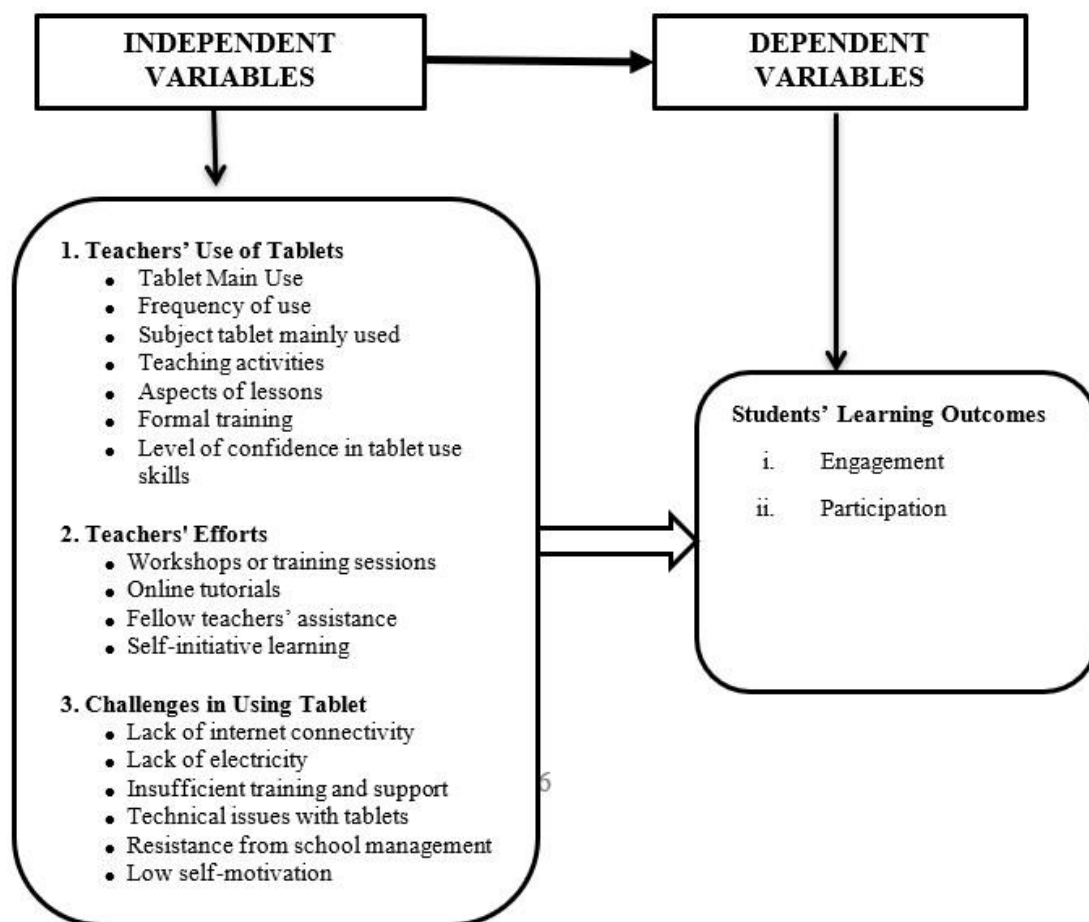 INDEPENDENT
VARIABLES
DEPENDENT
VARIABLES
1. Teachers’ Use of Tablets
● Tablet Main Use
● Frequency of use
● Subject tablet mainly used
● Teaching activities
● Aspects of lessons
● Formal training
● Level of confidence in tablet use
skills
2. Teachers' Efforts
● Workshops or training sessions
● Online tutorials
● Fellow teachers’ assistance
● Self-initiative learning
3. Challenges in Using Tablet
● Lack of internet connectivity
● Lack of electricity
● Insufficient training and support
● Technical issues with tablets
● Resistance from school management
● Low self-motivation
6
Students’ Learning Outcomes
i. Engagement
ii. Participation